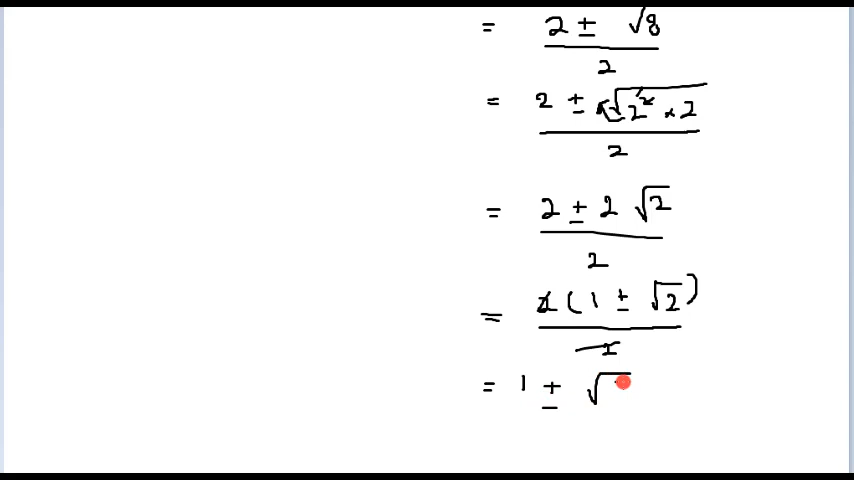 = (2 ± √8) / 2
= (2 ± √(2² × 2)) / 2
= (2 ± 2 √2) / 2
= 2 (1 ± √2) / 2
= 1 ± √